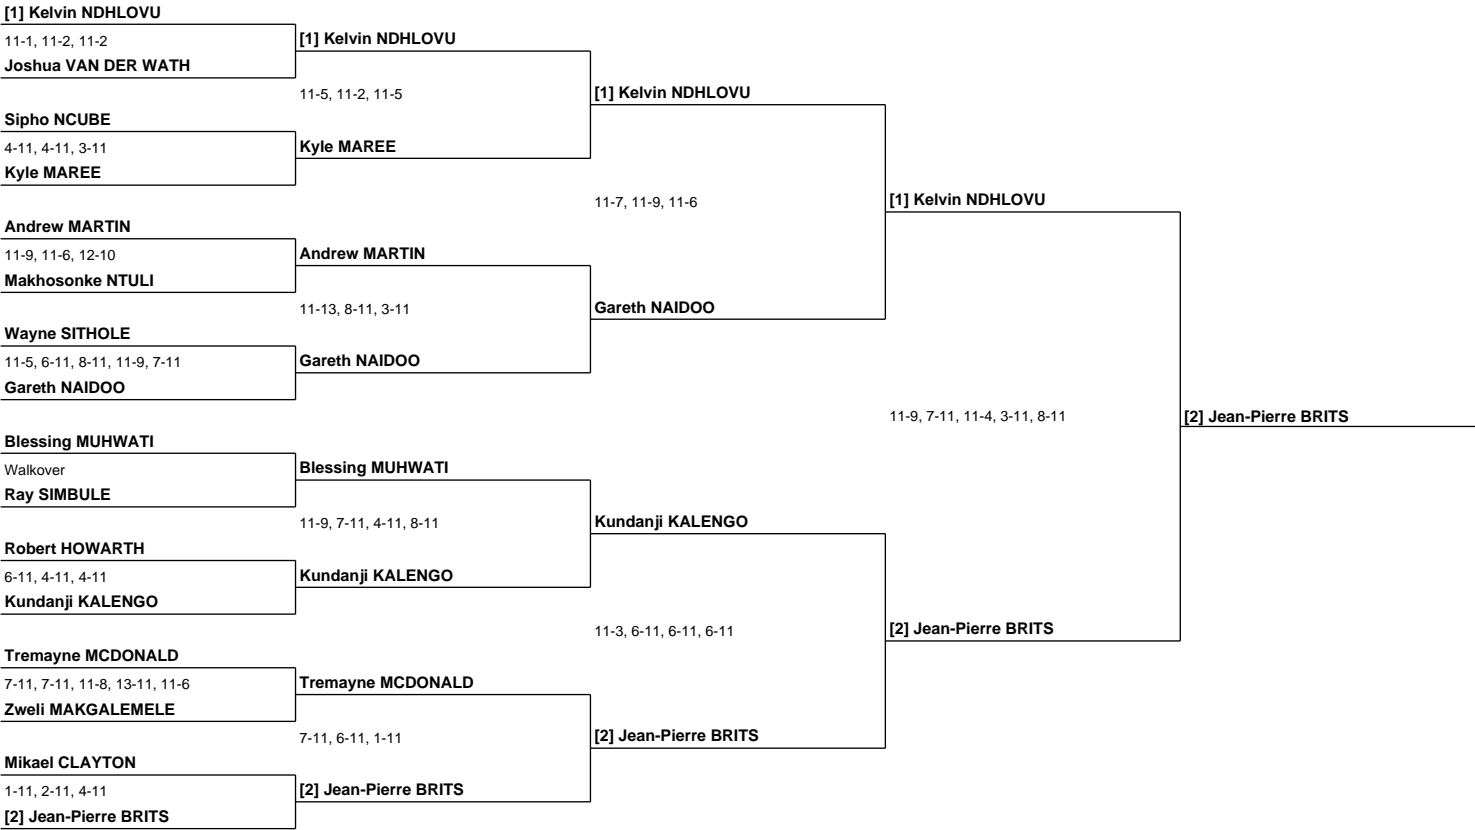 [1] Kelvin NDHLOVU
11-1, 11-2, 11-2
Joshua VAN DER WATH
Sipho NCUBE
4-11, 4-11, 3-11
Kyle MAREE
Andrew MARTIN
11-9, 11-6, 12-10
Makhosonke NTULI
Wayne SITHOLE
11-5, 6-11, 8-11, 11-9, 7-11
Gareth NAIDOO
Blessing MUHWATI
Walkover
Ray SIMBULE
Robert HOWARTH
6-11, 4-11, 4-11
Kundanji KALENGO
Tremayne MCDONALD
7-11, 7-11, 11-8, 13-11, 11-6
Zweli MAKGALEMELE
Mikael CLAYTON
1-11, 2-11, 4-11
[2] Jean-Pierre BRITS
[1] Kelvin NDHLOVU
11-5, 11-2, 11-5
Kyle MAREE
Andrew MARTIN
11-13, 8-11, 3-11
Gareth NAIDOO
Blessing MUHWATI
11-9, 7-11, 4-11, 8-11
Kundanji KALENGO
Tremayne MCDONALD
7-11, 6-11, 1-11
[2] Jean-Pierre BRITS
[1] Kelvin NDHLOVU
11-7, 11-9, 11-6
Gareth NAIDOO
Kundanji KALENGO
11-3, 6-11, 6-11, 6-11
[2] Jean-Pierre BRITS
[1] Kelvin NDHLOVU
11-9, 7-11, 11-4, 3-11, 8-11
[2] Jean-Pierre BRITS
[2] Jean-Pierre BRITS